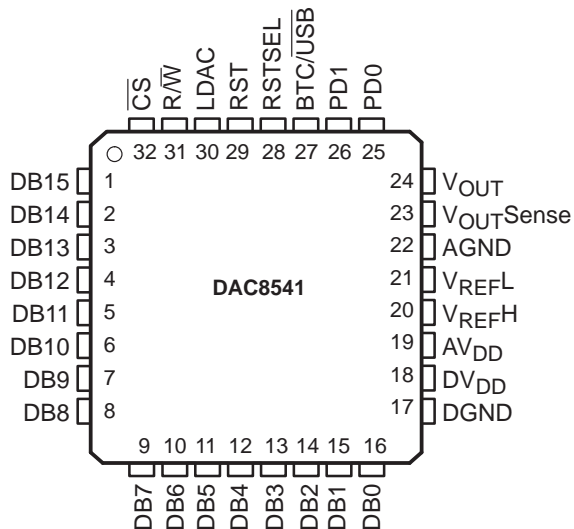 C̅S̅
R/W̅
LDAC
RST
RSTSEL
BTC/U̅S̅B̅
PD1
PD0
32 31 30 29 28 27 26 25
DB15 1
DB14 2
DB13 3
DB12 4
DB11 5
DB10 6
DB9 7
DB8 8
DAC8541
24 VOUT
23 VOUTSense
22 AGND
21 VREFL
20 VREFH
19 AVDD
18 DVDD
17 DGND
9 10 11 12 13 14 15 16
DB7
DB6
DB5
DB4
DB3
DB2
DB1
DB0